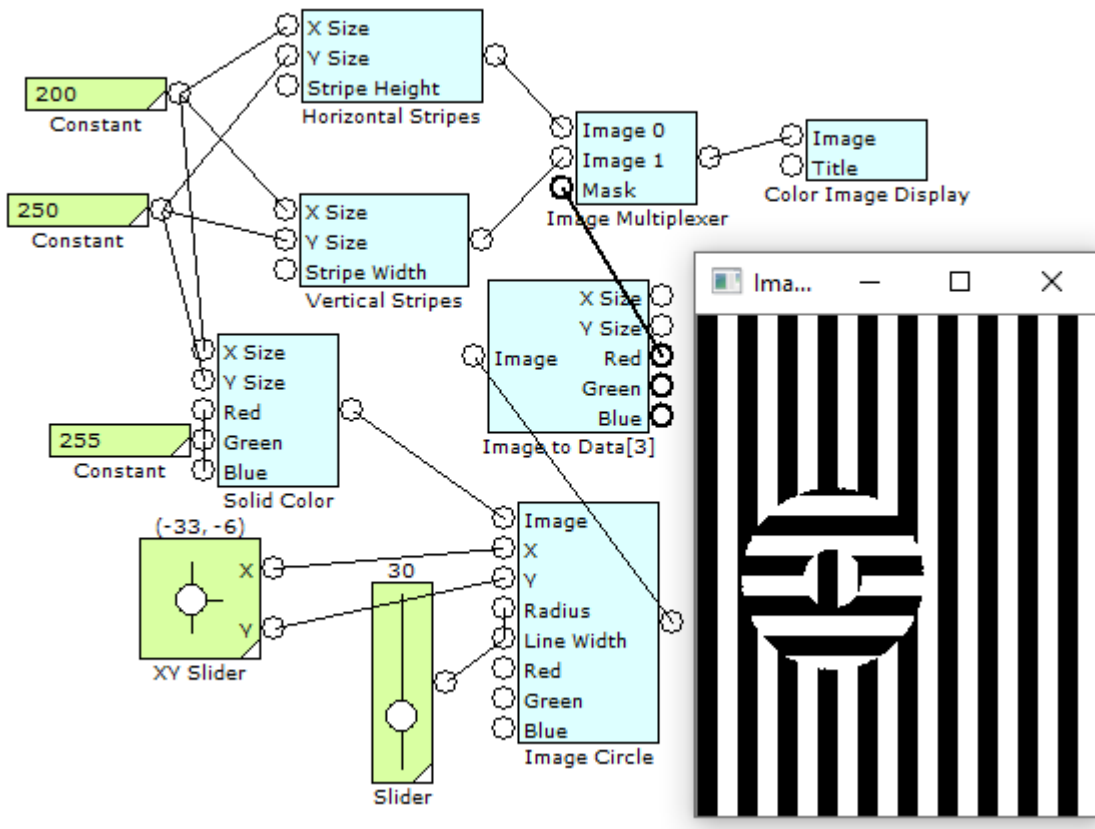 200
Constant
X Size
Y Size
Stripe Height
Horizontal Stripes
250
Constant
X Size
Y Size
Stripe Width
Vertical Stripes
Image 0
Image 1
Mask
Image Multiplexer
Image
Title
Color Image Display
X Size
Y Size
Image
Red
Green
Blue
Image to Data[3]
Ima...
X Size
Y Size
Red
Green
Blue
Solid Color
255
Constant
(-33, -6)
X
Y
XY Slider
30
Slider
Image
X
Y
Radius
Line Width
Red
Green
Blue
Image Circle